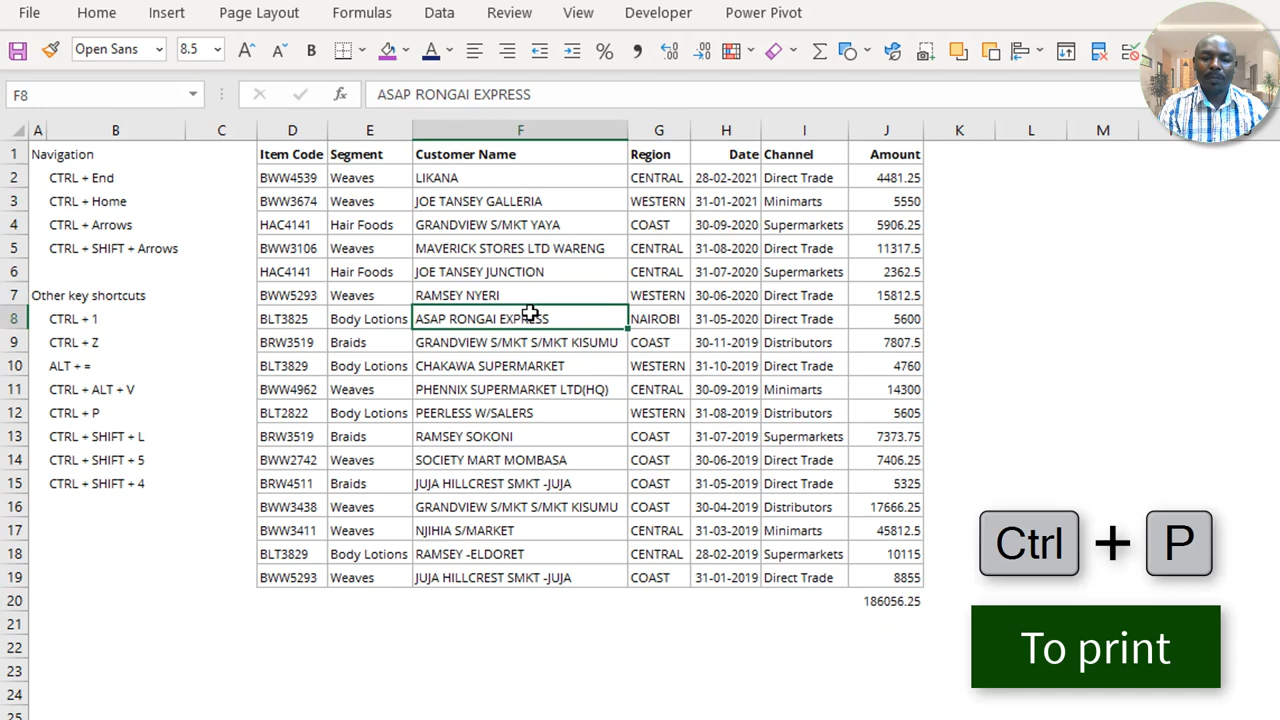 File Home Insert Page Layout Formulas Data Review View Developer Power Pivot
Open Sans 8.5 A A B A % ,
F8 fx ASAP RONGAI EXPRESS
A B C D E F G H I J K L M
1 Navigation Item Code Segment Customer Name Region Date Channel Amount
2 CTRL + End BWW4539 Weaves LIKANA CENTRAL 28-02-2021 Direct Trade 4481.25
3 CTRL + Home BWW3674 Weaves JOE TANSEY GALLERIA WESTERN 31-01-2021 Minimarts 5550
4 CTRL + Arrows HAC4141 Hair Foods GRANDVIEW S/MKT YAYA COAST 30-09-2020 Supermarkets 5906.25
5 CTRL + SHIFT + Arrows BWW3106 Weaves MAVERICK STORES LTD WARENG CENTRAL 31-08-2020 Direct Trade 11317.5
6 HAC4141 Hair Foods JOE TANSEY JUNCTION CENTRAL 31-07-2020 Supermarkets 2362.5
7 Other key shortcuts BWW5293 Weaves RAMSEY NYERI WESTERN 30-06-2020 Direct Trade 15812.5
8 CTRL + 1 BLT3825 Body Lotions ASAP RONGAI EXPRESS NAIROBI 31-05-2020 Direct Trade 5600
9 CTRL + Z BRW3519 Braids GRANDVIEW S/MKT S/MKT KISUMU COAST 30-11-2019 Distributors 7807.5
10 ALT + = BLT3829 Body Lotions CHAKAWA SUPERMARKET WESTERN 31-10-2019 Direct Trade 4760
11 CTRL + ALT + V BWW4962 Weaves PHENNIX SUPERMARKET LTD(HQ) CENTRAL 30-09-2019 Minimarts 14300
12 CTRL + P BLT2822 Body Lotions PEERLESS W/SALERS WESTERN 31-08-2019 Distributors 5605
13 CTRL + SHIFT + L BRW3519 Braids RAMSEY SOKONI COAST 31-07-2019 Supermarkets 7373.75
14 CTRL + SHIFT + 5 BWW2742 Weaves SOCIETY MART MOMBASA COAST 30-06-2019 Direct Trade 7406.25
15 CTRL + SHIFT + 4 BRW4511 Braids JUJA HILLCREST SMKT -JUJA COAST 31-05-2019 Direct Trade 5325
16 BWW3438 Weaves GRANDVIEW S/MKT S/MKT KISUMU COAST 30-04-2019 Distributors 17666.25
17 BWW3411 Weaves NJIHIA S/MARKET CENTRAL 31-03-2019 Minimarts 45812.5
18 BLT3829 Body Lotions RAMSEY -ELDORET CENTRAL 28-02-2019 Supermarkets 10115
19 BWW5293 Weaves JUJA HILLCREST SMKT -JUJA COAST 31-01-2019 Direct Trade 8855
20 186056.25
21
22
23
24
25
Ctrl + P
To print